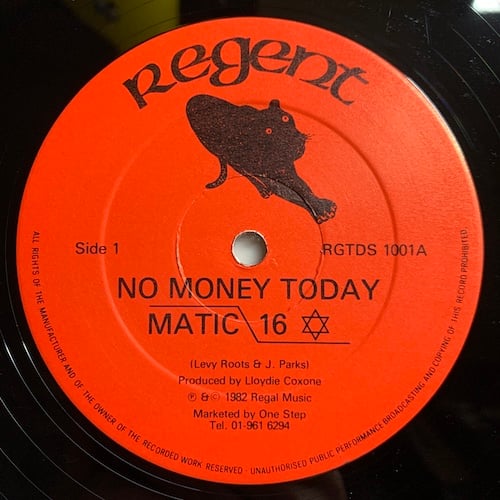 Regent
Side 1
RGTDS 1001A
NO MONEY TODAY
MATIC 16 ✡
(Levy Roots & J. Parks)
Produced by Lloydie Coxone
℗ & © 1982 Regal Music
Marketed by One Step
Tel. 01-961 6294
ALL RIGHTS OF THE MANUFACTURER AND OF THE OWNER OF THE RECORDED WORK RESERVED · UNAUTHORISED PUBLIC PERFORMANCE BROADCASTING AND COPYING OF THIS RECORD PROHIBITED.